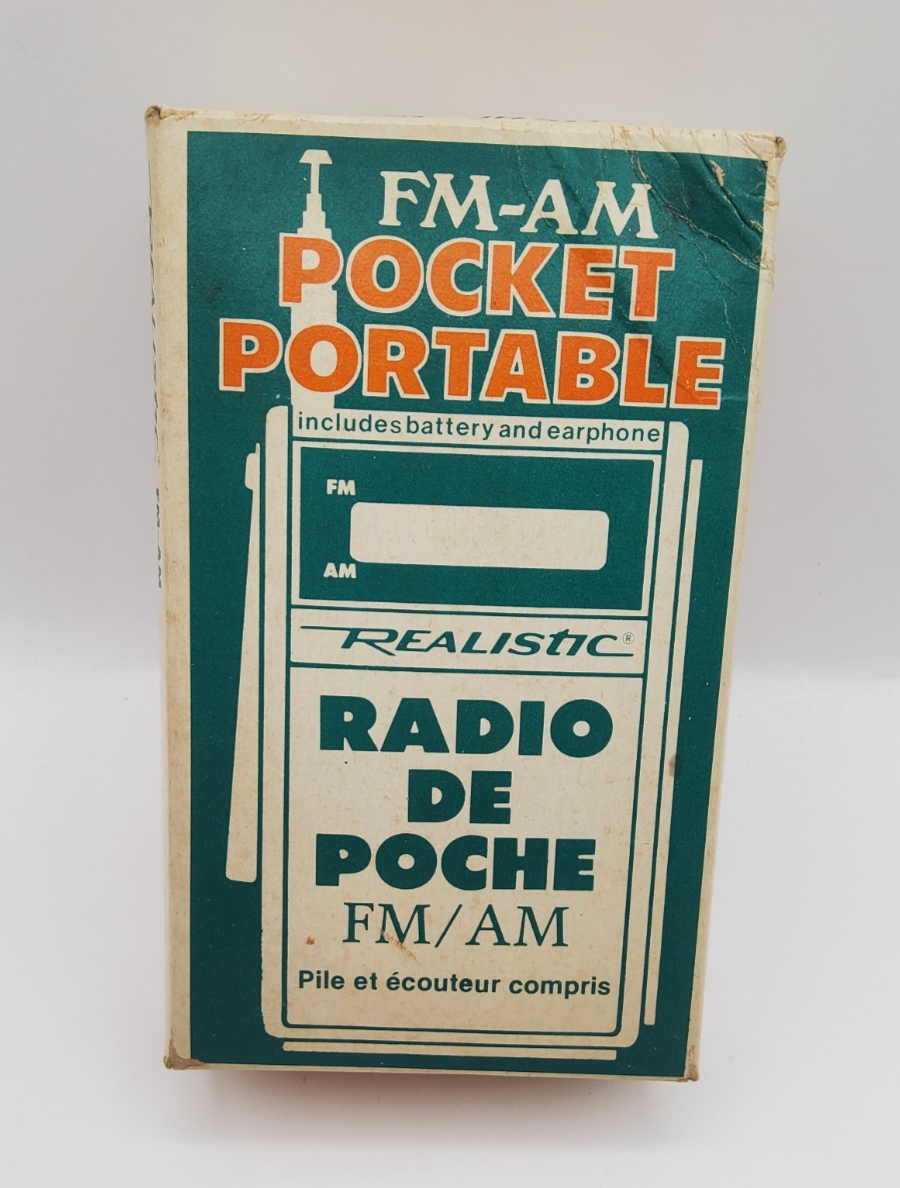 FM-AM
POCKET
PORTABLE
includes battery and earphone
FM
AM
REALISTIC®
RADIO
DE
POCHE
FM/AM
Pile et écouteur compris